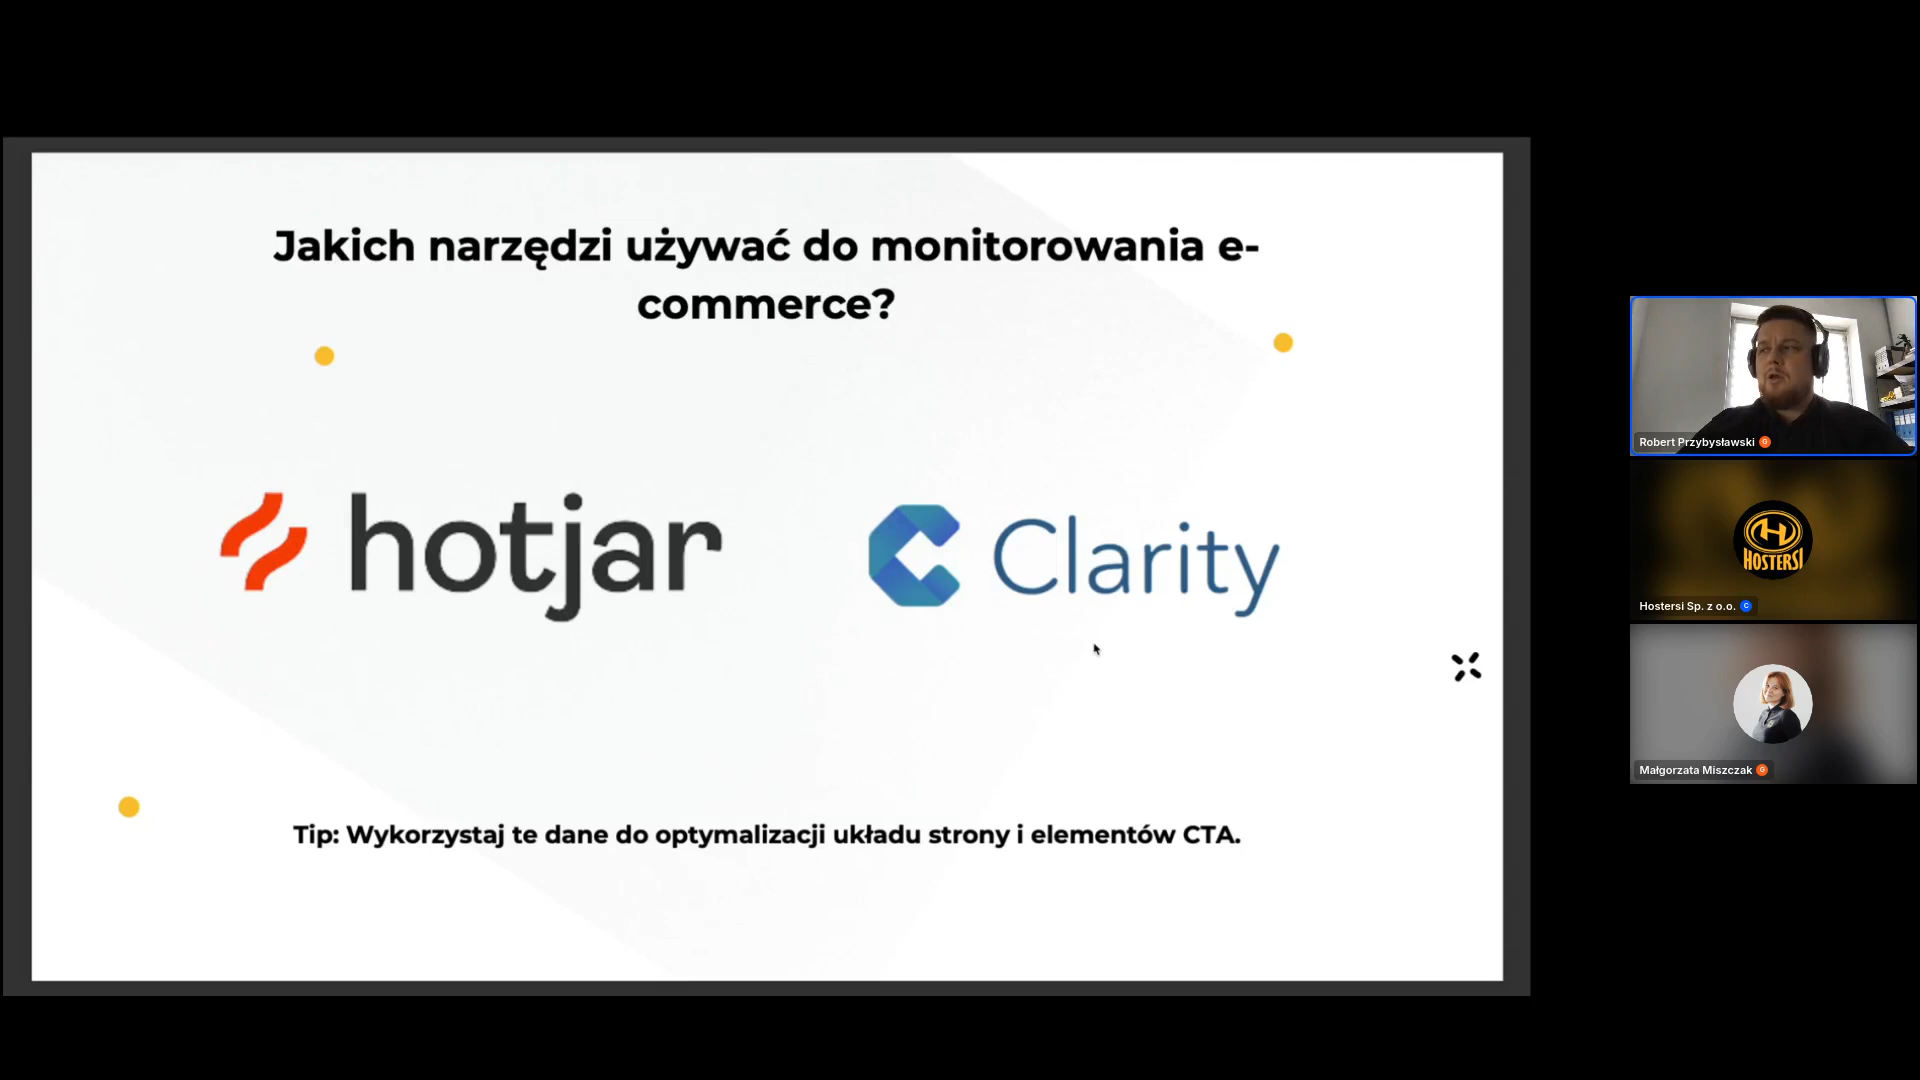 Jakich narzędzi używać do monitorowania e-
commerce?
hotjar
Clarity
Tip: Wykorzystaj te dane do optymalizacji układu strony i elementów CTA.
Robert Przybysławski G
HOSTERSI
Hostersi Sp. z o.o. C
Małgorzata Miszczak G